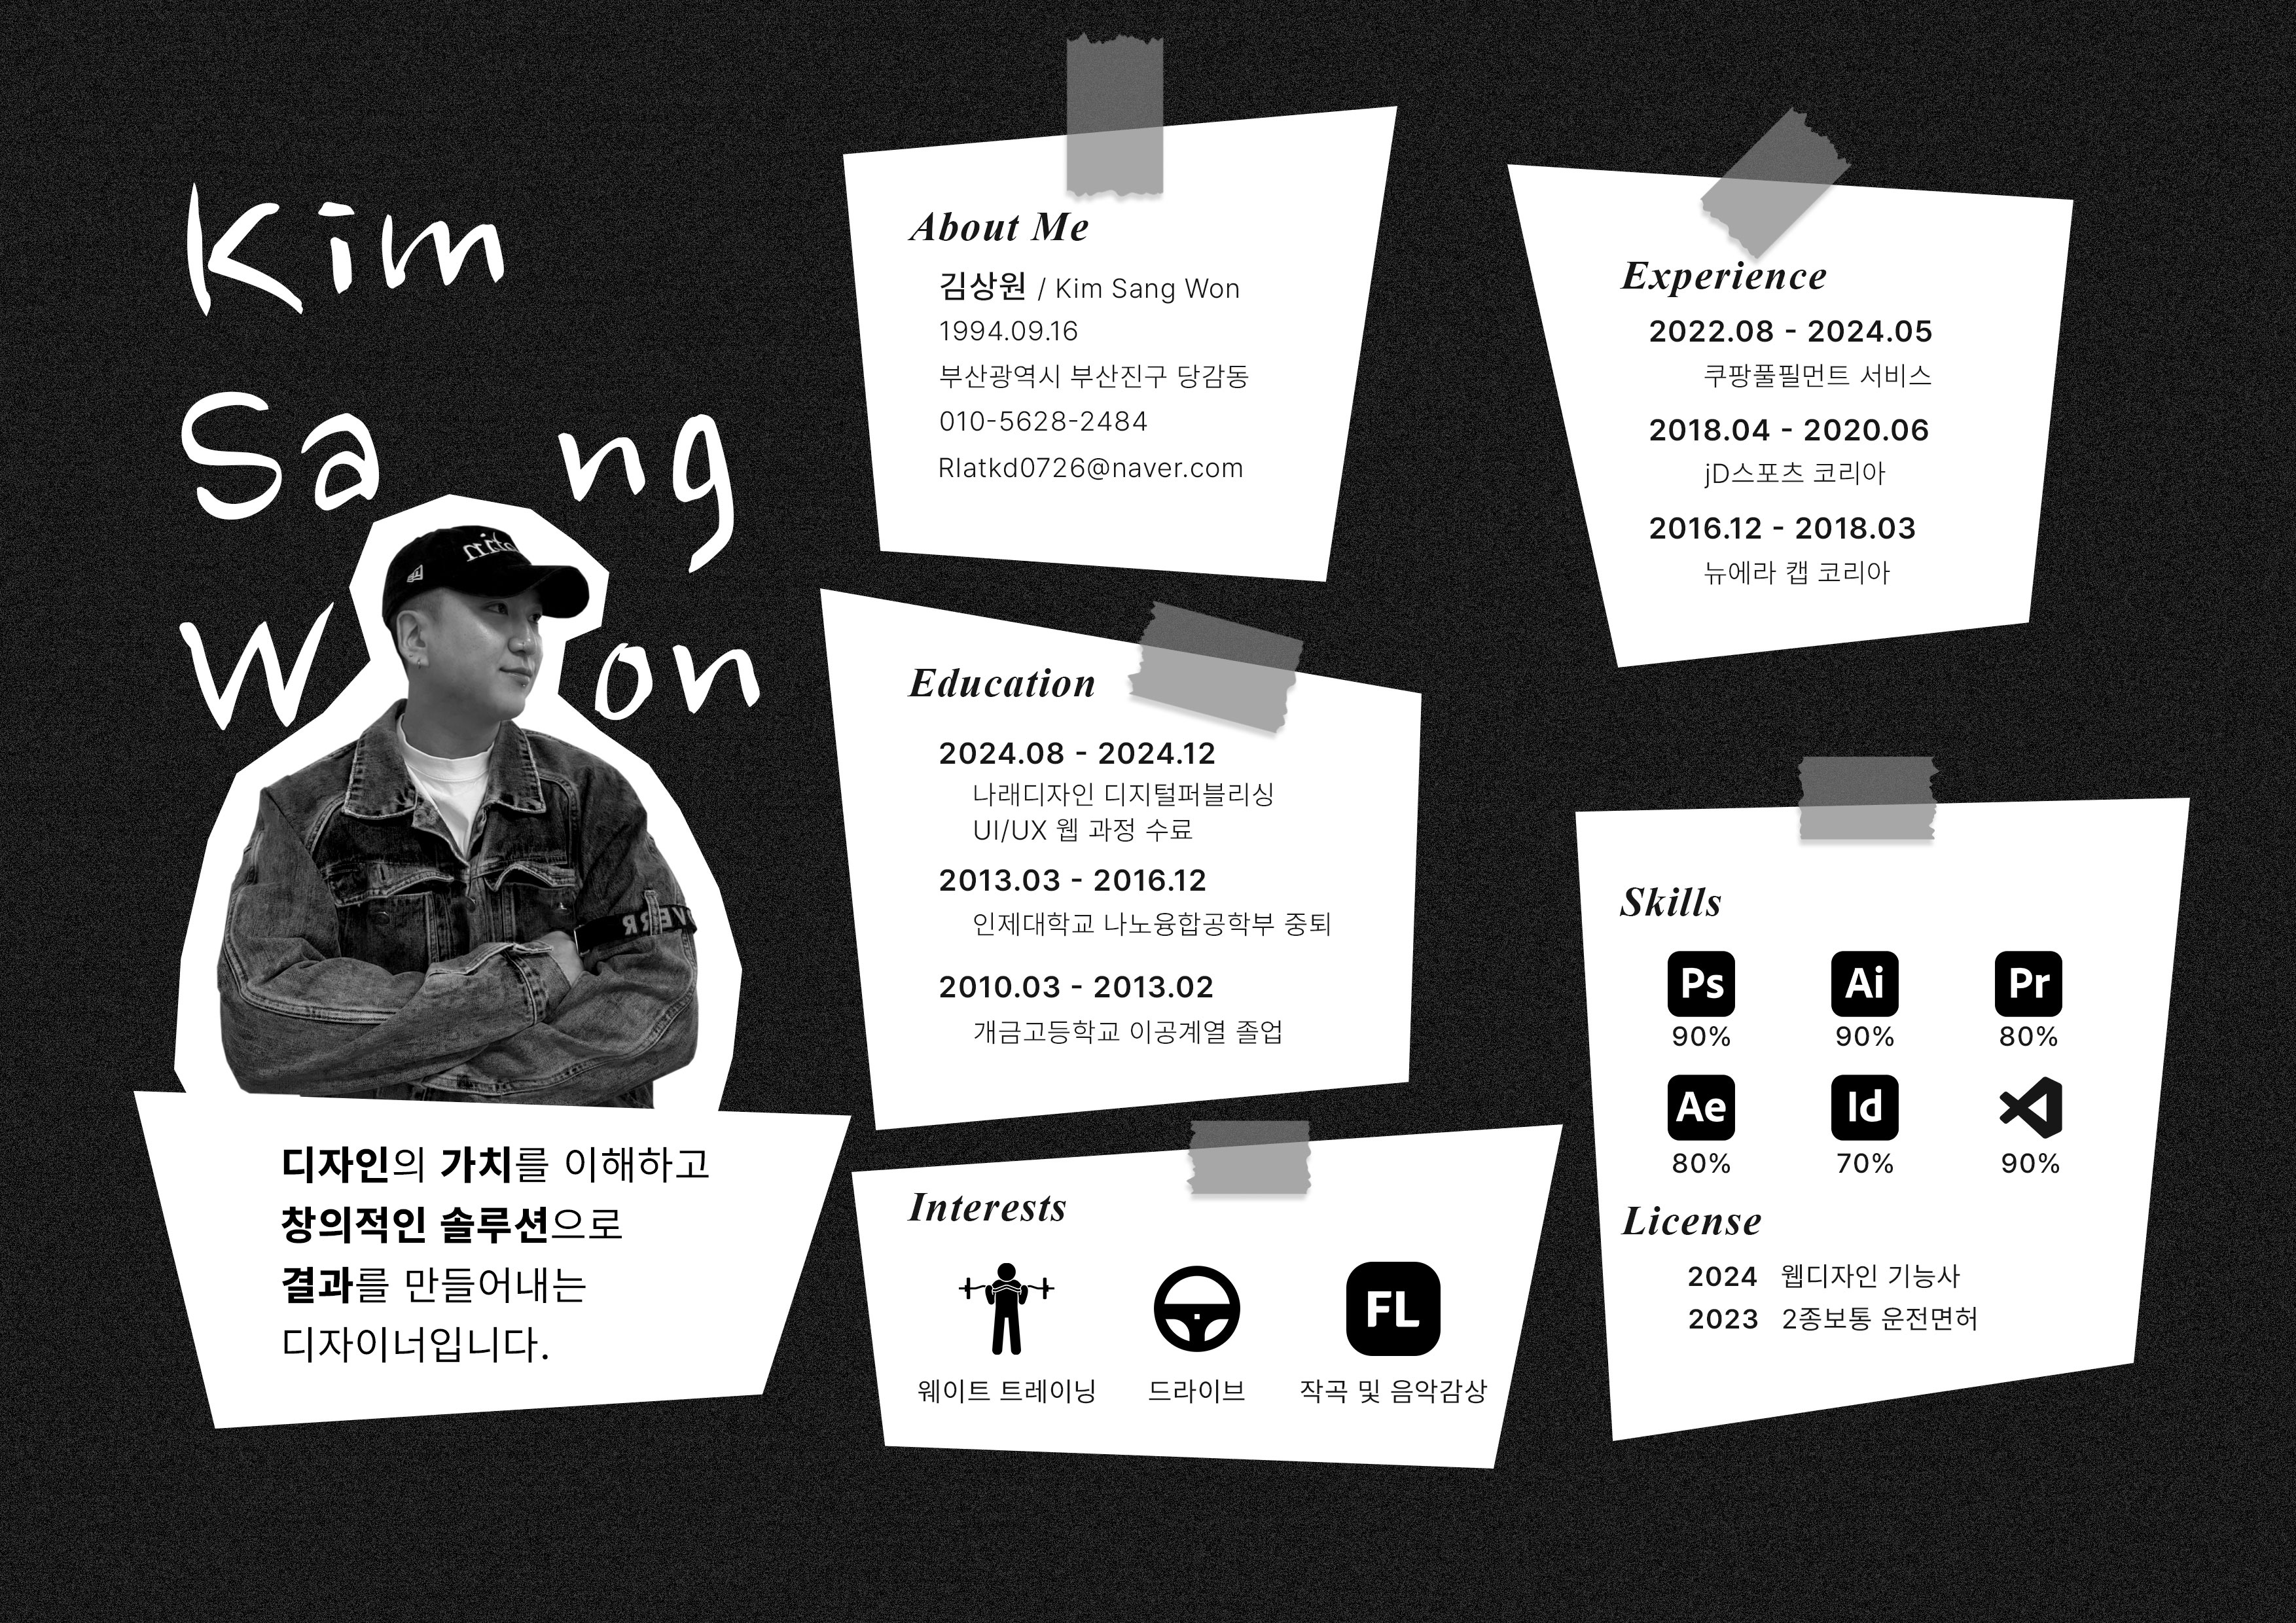 Kim
Sang
Won
디자인의 가치를 이해하고
창의적인 솔루션으로
결과를 만들어내는
디자이너입니다.
About Me
김상원 / Kim Sang Won
1994.09.16
부산광역시 부산진구 당감동
010-5628-2484
Rlatkd0726@naver.com
Education
2024.08 - 2024.12
나래디자인 디지털퍼블리싱
UI/UX 웹 과정 수료
2013.03 - 2016.12
인제대학교 나노융합공학부 중퇴
2010.03 - 2013.02
개금고등학교 이공계열 졸업
Interests
FL
웨이트 트레이닝 드라이브 작곡 및 음악감상
Experience
2022.08 - 2024.05
쿠팡풀필먼트 서비스
2018.04 - 2020.06
jD스포츠 코리아
2016.12 - 2018.03
뉴에라 캡 코리아
Skills
Ps Ai Pr
90% 90% 80%
Ae Id
80% 70% 90%
License
2024 웹디자인 기능사
2023 2종보통 운전면허